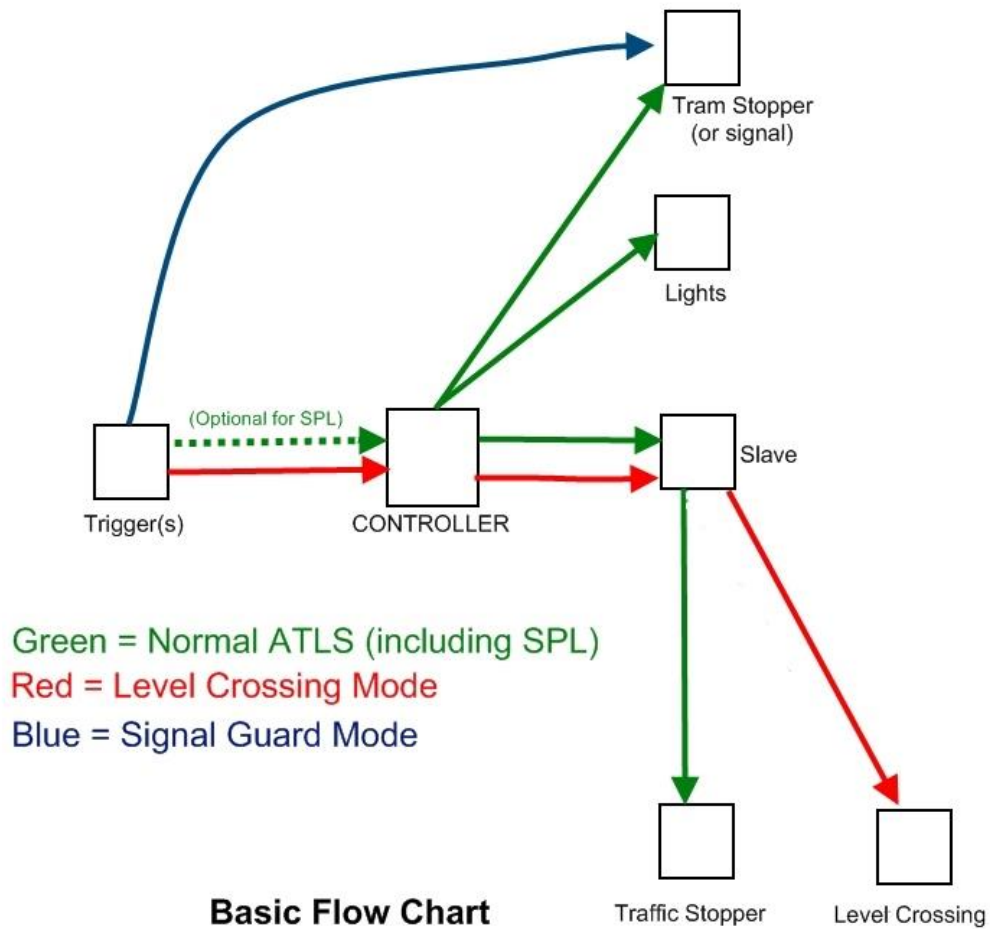 Tram Stopper
(or signal)
Lights
(Optional for SPL)
Slave
Trigger(s)
CONTROLLER
Green = Normal ATLS (including SPL)
Red = Level Crossing Mode
Blue = Signal Guard Mode
Basic Flow Chart
Traffic Stopper
Level Crossing